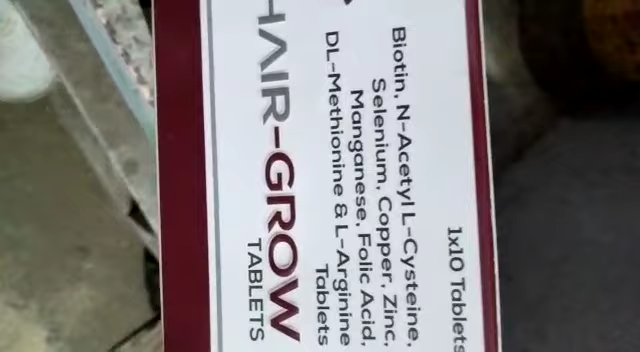 1x10 Tablets
Biotin, N-Acetyl L-Cysteine,
Selenium, Copper, Zinc,
Manganese, Folic Acid,
DL-Methionine & L-Arginine
Tablets
HAIR-GROW
TABLETS